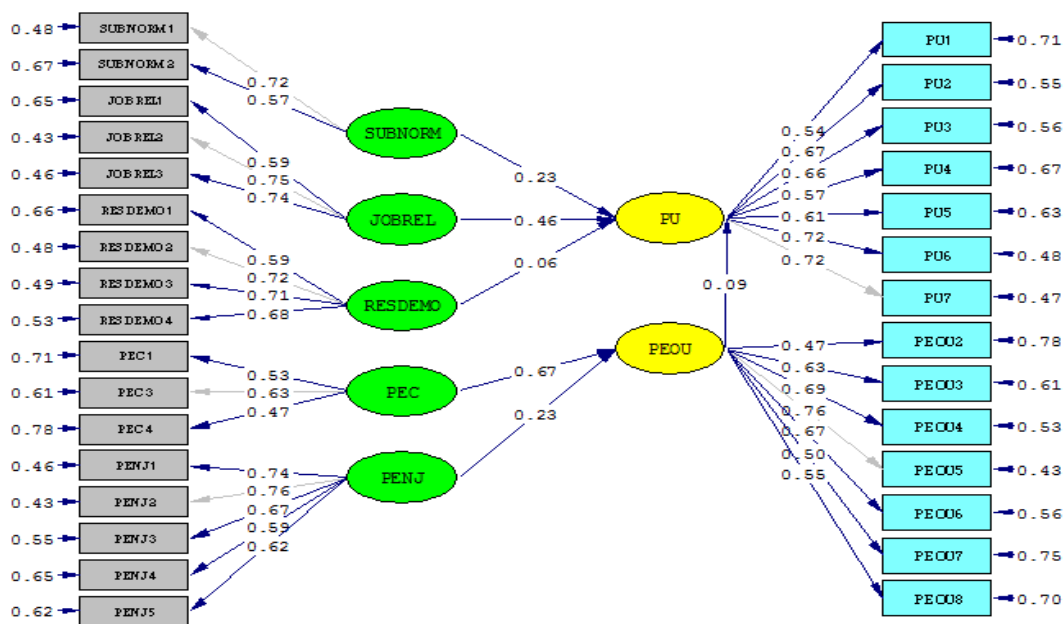 0.48 SUBNORM1
0.67 SUBNORM2
0.65 JOBREL1
0.43 JOBREL2
0.46 JOBREL3
0.66 RESDEMO1
0.48 RESDEMO2
0.49 RESDEMO3
0.53 RESDEMO4
0.71 PEC1
0.61 PEC3
0.78 PEC4
0.46 PENJ1
0.43 PENJ2
0.55 PENJ3
0.65 PENJ4
0.62 PENJ5
0.72
0.57
0.59
0.75
0.74
0.59
0.72
0.71
0.68
0.53
0.63
0.47
0.74
0.76
0.67
0.59
0.62
SUBNORM
JOBREL
RESDEMO
PEC
PENJ
0.23
0.46
0.06
0.67
0.23
PU
0.09
PEOU
0.54
0.67
0.66
0.57
0.61
0.72
0.72
0.47
0.63
0.69
0.76
0.67
0.50
0.55
PU1 0.71
PU2 0.55
PU3 0.56
PU4 0.67
PU5 0.63
PU6 0.48
PU7 0.47
PEOU2 0.78
PEOU3 0.61
PEOU4 0.53
PEOU5 0.43
PEOU6 0.56
PEOU7 0.75
PEOU8 0.70